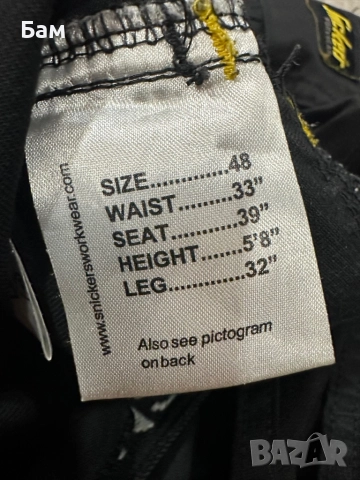 Бам
www.snickersworkwear.com
SIZE.............48
WAIST.........33"
SEAT...........39"
HEIGHT.......5'8"
LEG..............32"
Also see pictogram
on back
BAZAR